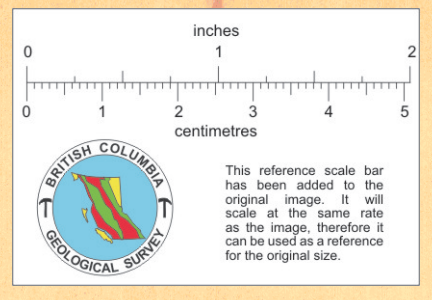 inches
0 1 2
0 1 2 3 4 5
centimetres
BRITISH COLUMBIA
GEOLOGICAL SURVEY
This reference scale bar
has been added to the
original image. It will
scale at the same rate
as the image, therefore it
can be used as a reference
for the original size.